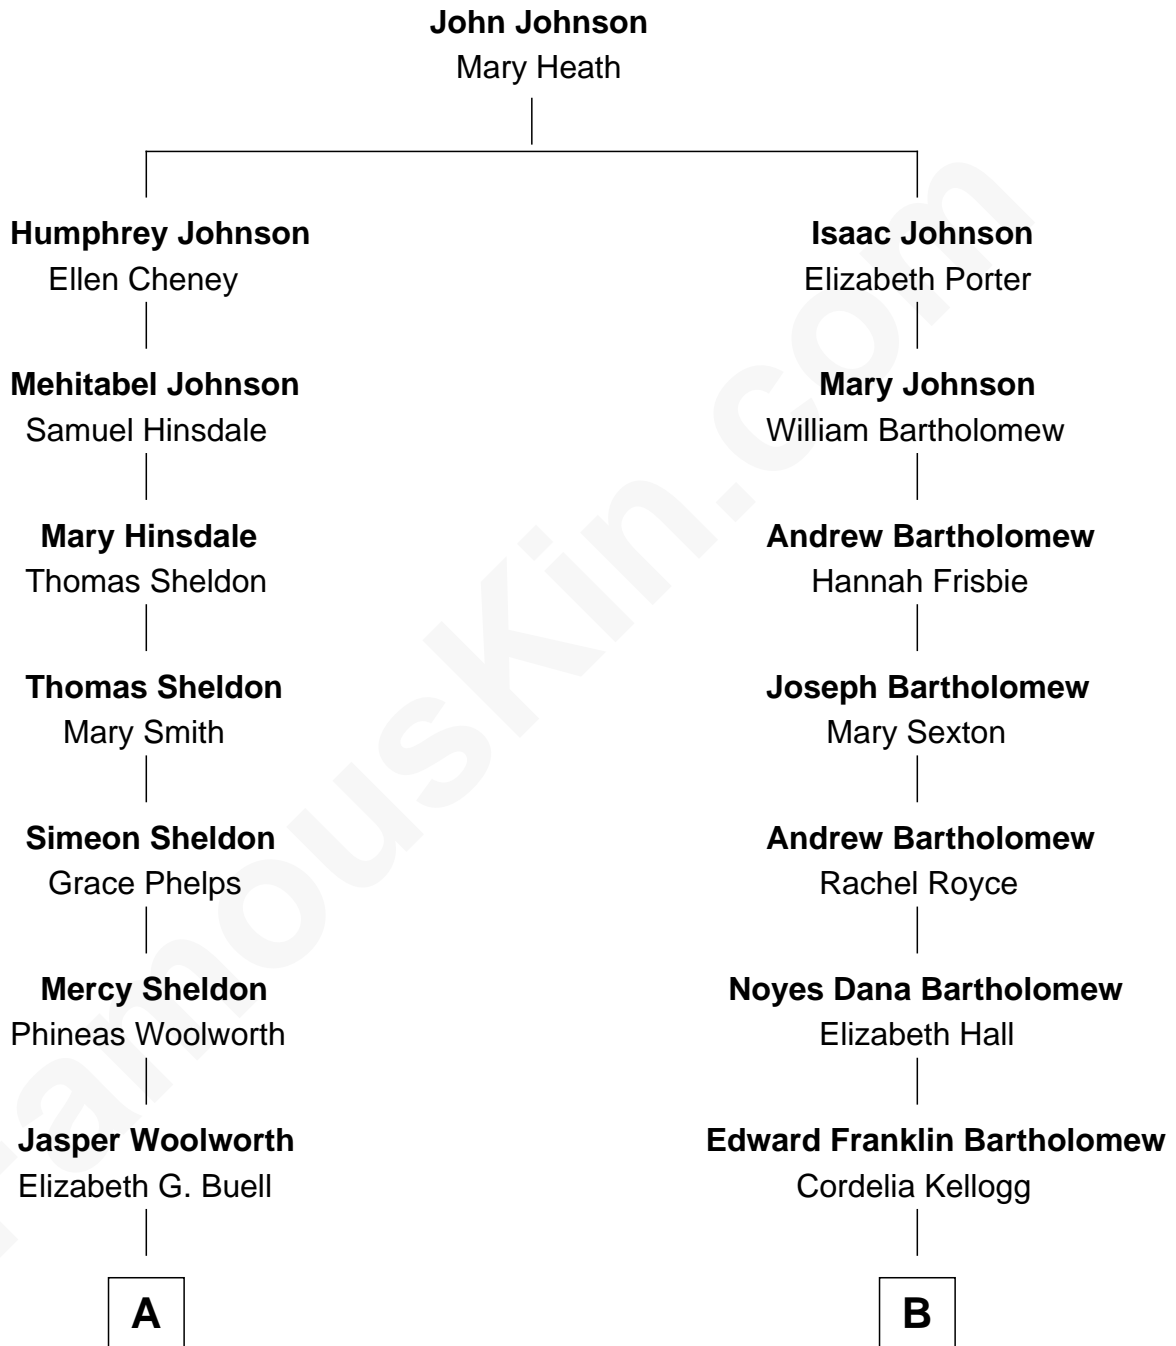 John Johnson
Mary Heath
Humphrey Johnson
Ellen Cheney
Isaac Johnson
Elizabeth Porter
Mehitabel Johnson
Samuel Hinsdale
Mary Johnson
William Bartholomew
Mary Hinsdale
Thomas Sheldon
Andrew Bartholomew
Hannah Frisbie
Thomas Sheldon
Mary Smith
Joseph Bartholomew
Mary Sexton
Simeon Sheldon
Grace Phelps
Andrew Bartholomew
Rachel Royce
Mercy Sheldon
Phineas Woolworth
Noyes Dana Bartholomew
Elizabeth Hall
Jasper Woolworth
Elizabeth G. Buell
Edward Franklin Bartholomew
Cordelia Kellogg
A
B
FamousKin.com